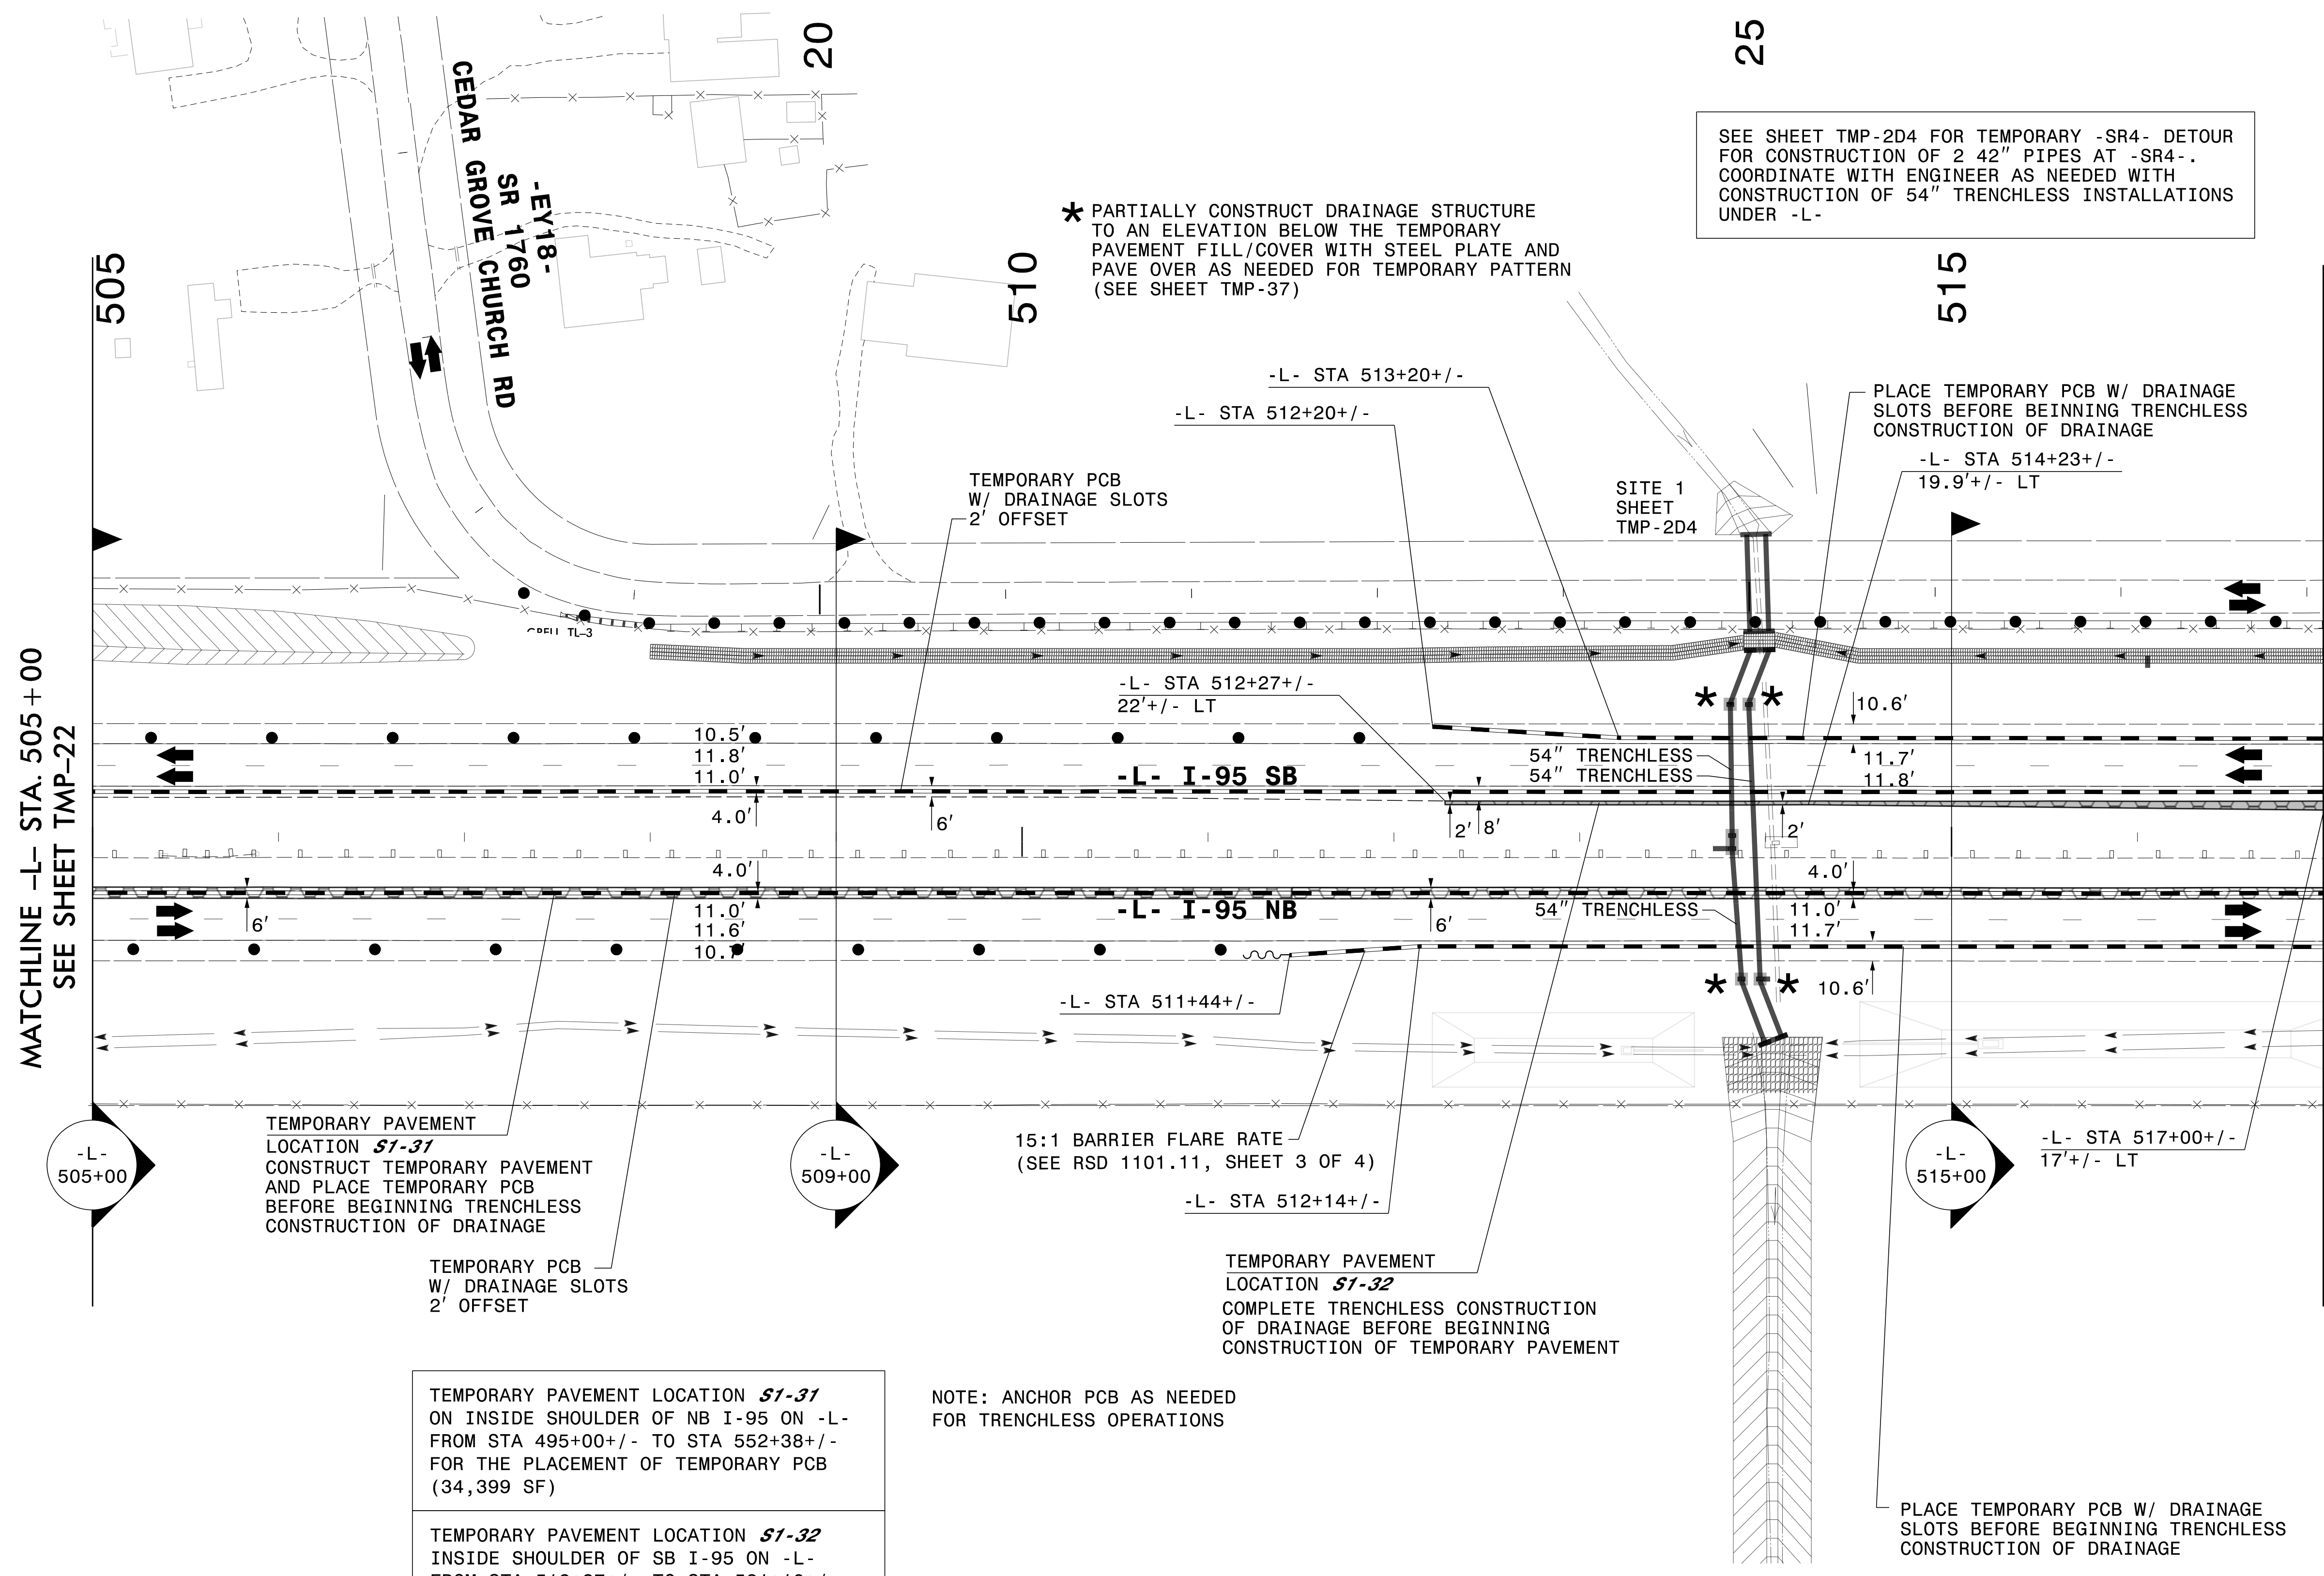 20
25
505
510
515
CEDAR GROVE CHURCH RD
SR 1760
-EY18-
SEE SHEET TMP-2D4 FOR TEMPORARY -SR4- DETOUR
FOR CONSTRUCTION OF 2 42" PIPES AT -SR4-.
COORDINATE WITH ENGINEER AS NEEDED WITH
CONSTRUCTION OF 54" TRENCHLESS INSTALLATIONS
UNDER -L-
* PARTIALLY CONSTRUCT DRAINAGE STRUCTURE
TO AN ELEVATION BELOW THE TEMPORARY
PAVEMENT FILL/COVER WITH STEEL PLATE AND
PAVE OVER AS NEEDED FOR TEMPORARY PATTERN
(SEE SHEET TMP-37)
-L- STA 513+20+/-
-L- STA 512+20+/-
PLACE TEMPORARY PCB W/ DRAINAGE
SLOTS BEFORE BEINNING TRENCHLESS
CONSTRUCTION OF DRAINAGE
-L- STA 514+23+/-
19.9'+/- LT
TEMPORARY PCB
W/ DRAINAGE SLOTS
2' OFFSET
SITE 1
SHEET
TMP-2D4
MATCHLINE -L- STA. 505+00
SEE SHEET TMP-22
-L- STA 512+27+/-
22'+/- LT
* *
10.6'
10.5'
11.8'
11.0'
54" TRENCHLESS
54" TRENCHLESS
11.7'
11.8'
-L- I-95 SB
4.0'
6'
2'
8'
2'
4.0'
4.0'
-L- I-95 NB
6'
11.0'
11.6'
10.7'
6'
54" TRENCHLESS
11.0'
11.7'
* *
10.6'
-L- STA 511+44+/-
TEMPORARY PAVEMENT
LOCATION S1-31
CONSTRUCT TEMPORARY PAVEMENT
AND PLACE TEMPORARY PCB
BEFORE BEGINNING TRENCHLESS
CONSTRUCTION OF DRAINAGE
-L-
505+00
-L-
509+00
15:1 BARRIER FLARE RATE
(SEE RSD 1101.11, SHEET 3 OF 4)
-L- STA 512+14+/-
-L-
515+00
-L- STA 517+00+/-
17'+/- LT
TEMPORARY PCB
W/ DRAINAGE SLOTS
2' OFFSET
TEMPORARY PAVEMENT
LOCATION S1-32
COMPLETE TRENCHLESS CONSTRUCTION
OF DRAINAGE BEFORE BEGINNING
CONSTRUCTION OF TEMPORARY PAVEMENT
TEMPORARY PAVEMENT LOCATION S1-31
ON INSIDE SHOULDER OF NB I-95 ON -L-
FROM STA 495+00+/- TO STA 552+38+/-
FOR THE PLACEMENT OF TEMPORARY PCB
(34,399 SF)
NOTE: ANCHOR PCB AS NEEDED
FOR TRENCHLESS OPERATIONS
TEMPORARY PAVEMENT LOCATION S1-32
INSIDE SHOULDER OF SB I-95 ON -L-
PLACE TEMPORARY PCB W/ DRAINAGE
SLOTS BEFORE BEGINNING TRENCHLESS
CONSTRUCTION OF DRAINAGE